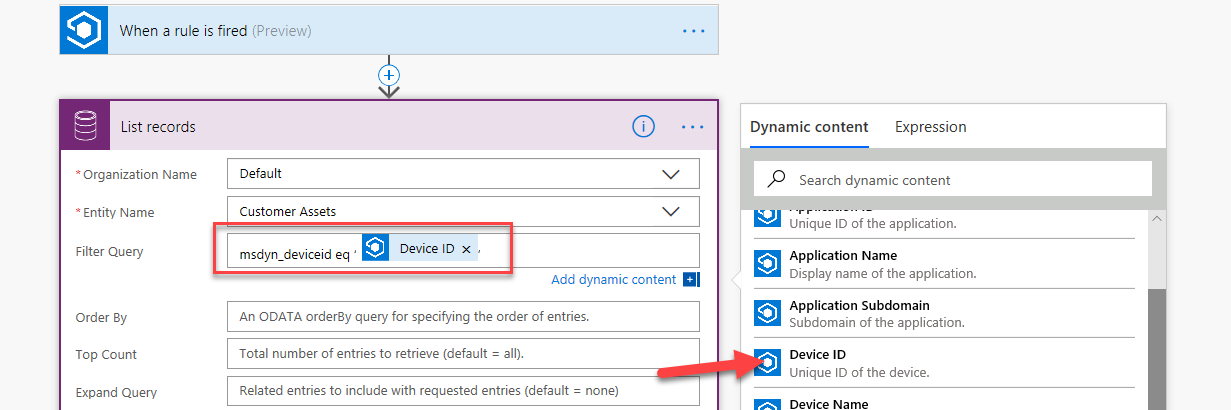 When a rule is fired (Preview)
List records
* Organization Name
Default
* Entity Name
Customer Assets
Filter Query
msdyn_deviceid eq ' Device ID × '
Add dynamic content +
Order By
An ODATA orderBy query for specifying the order of entries.
Top Count
Total number of entries to retrieve (default = all).
Expand Query
Related entries to include with requested entries (default = none)
Dynamic content
Expression
Search dynamic content
Application ID
Unique ID of the application.
Application Name
Display name of the application.
Application Subdomain
Subdomain of the application.
Device ID
Unique ID of the device.
Device Name